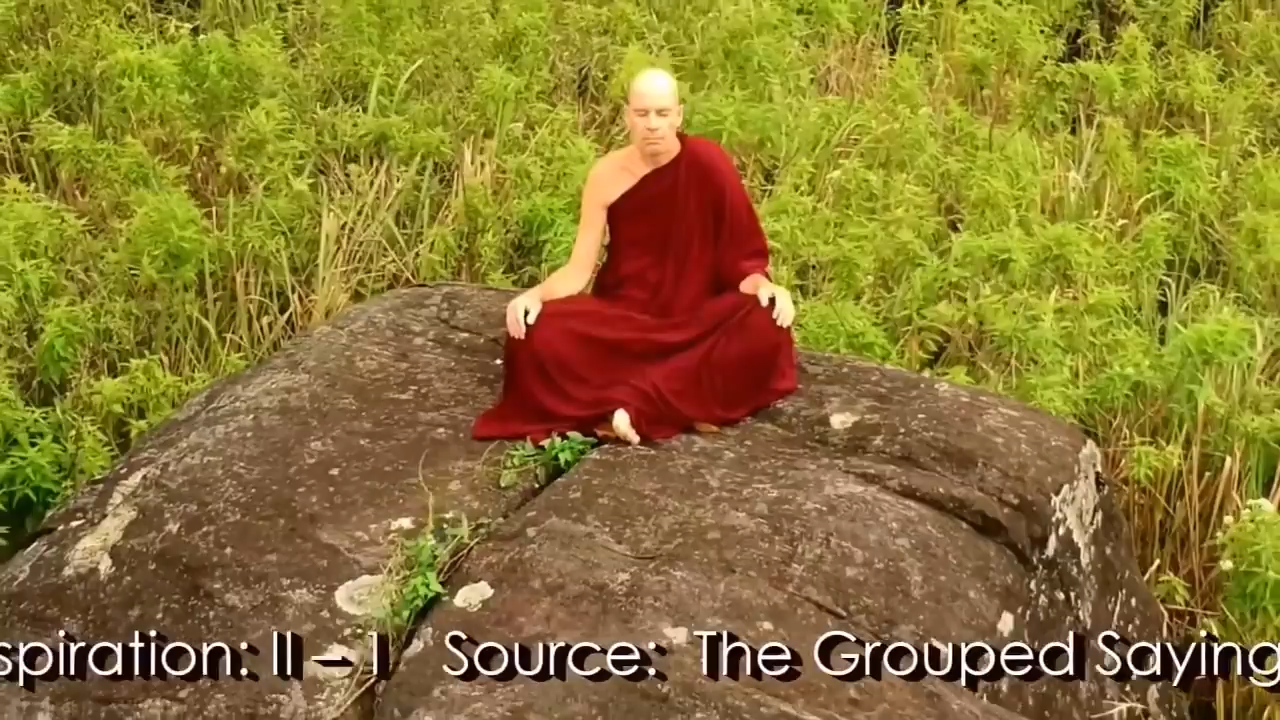 spiration: II – 1 Source: The Grouped Saying